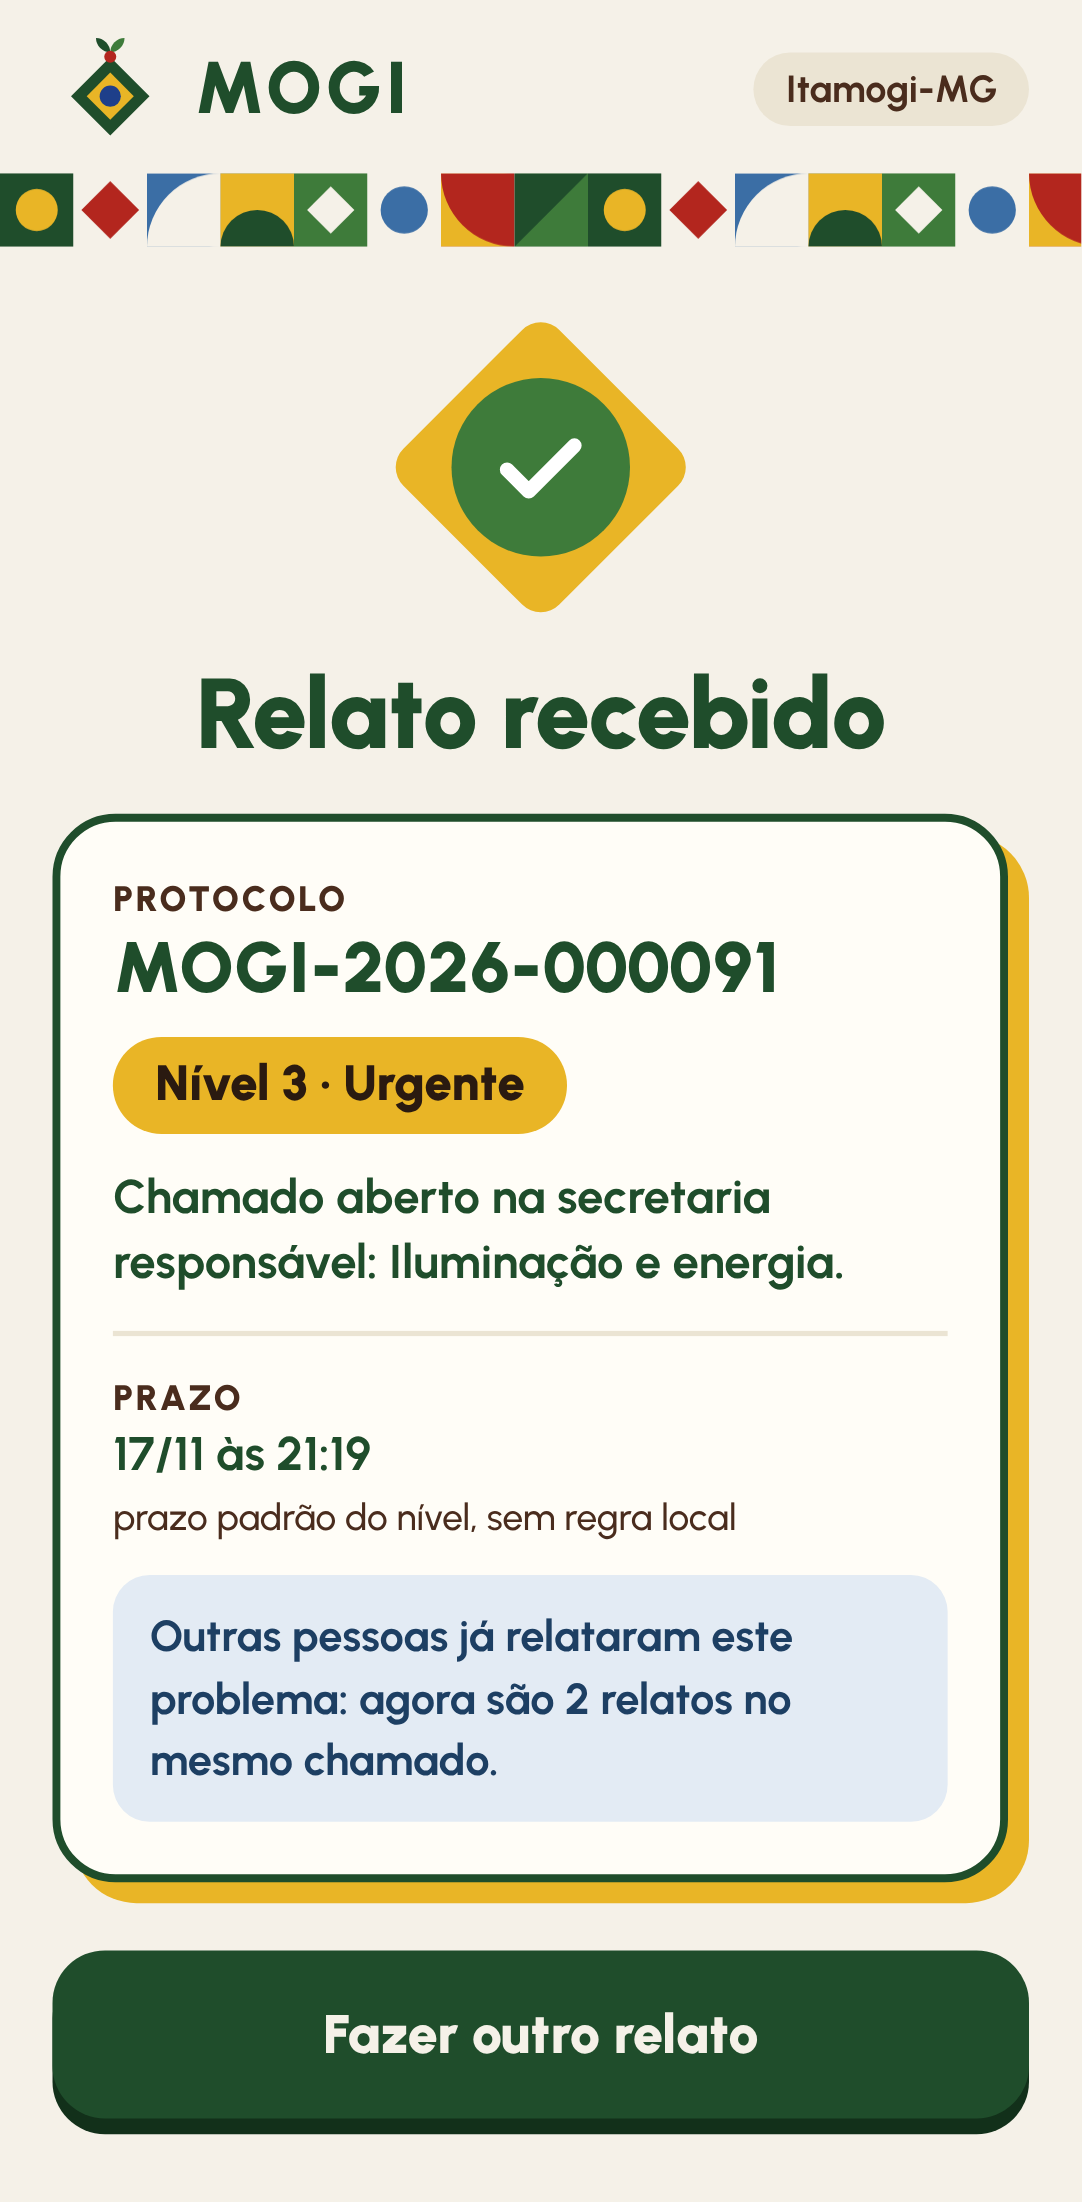 MOGI
Itamogi-MG
Relato recebido
PROTOCOLO
MOGI-2026-000091
Nível 3 · Urgente
Chamado aberto na secretaria
responsável: Iluminação e energia.
PRAZO
17/11 às 21:19
prazo padrão do nível, sem regra local
Outras pessoas já relataram este
problema: agora são 2 relatos no
mesmo chamado.
Fazer outro relato